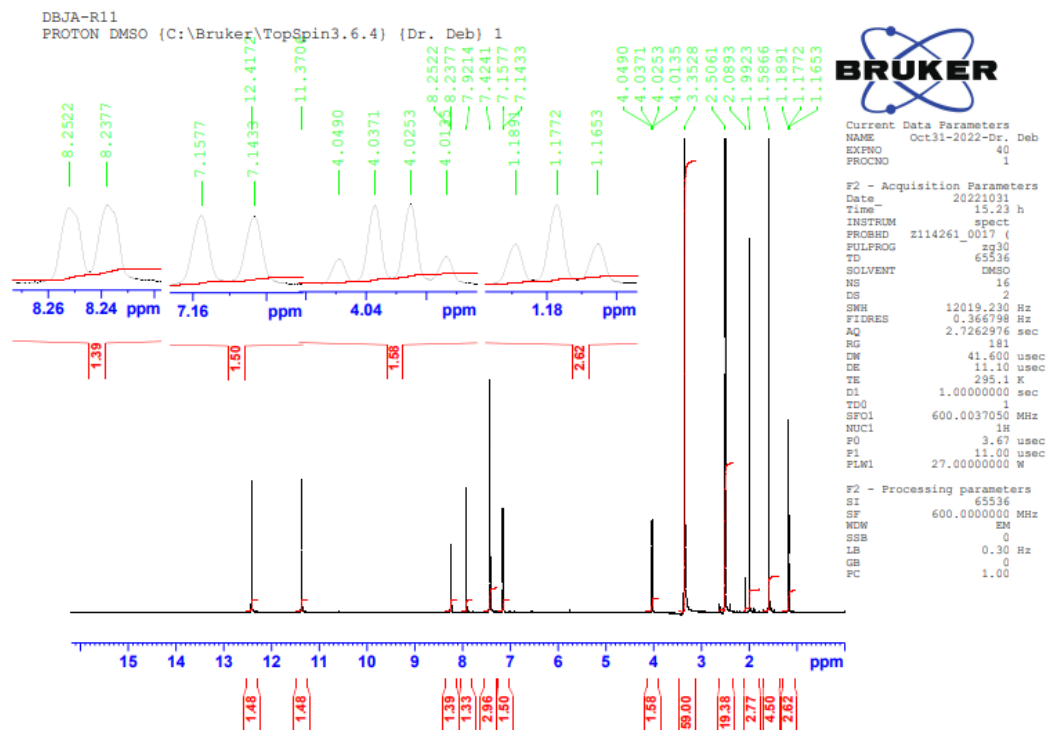 DBJA-R11
PROTON DMSO {C:\Bruker\TopSpin3.6.4} {Dr. Deb} 1
8.2522
8.2377
7.1577
7.1433
12.4172
11.3706
4.0490
4.0371
4.0253
4.0135
8.2522
8.2377
7.9214
7.4241
7.1577
7.1433
1.1891
1.1772
1.1653
4.0490
4.0371
4.0253
4.0135
3.3528
2.5061
2.0893
1.9923
1.5866
1.1891
1.1772
1.1653
8.26 8.24 ppm
7.16 ppm
4.04 ppm
1.18 ppm
1.39
1.50
1.58
2.62
15 14 13 12 11 10 9 8 7 6 5 4 3 2 1 ppm
1.48
1.48
1.39
1.33
2.96
1.50
1.58
59.00
19.38
2.77
4.50
2.62
BRUKER
Current Data Parameters
NAME Oct31-2022-Dr. Deb
EXPNO 40
PROCNO 1
F2 - Acquisition Parameters
Date_ 20221031
Time 15.23 h
INSTRUM spect
PROBHD Z114261_0017 (
PULPROG zg30
TD 65536
SOLVENT DMSO
NS 16
DS 2
SWH 12019.230 Hz
FIDRES 0.366798 Hz
AQ 2.7262976 sec
RG 181
DW 41.600 usec
DE 11.10 usec
TE 295.1 K
D1 1.00000000 sec
TD0 1
SFO1 600.0037050 MHz
NUC1 1H
P0 3.67 usec
P1 11.00 usec
PLW1 27.00000000 W
F2 - Processing parameters
SI 65536
SF 600.0000000 MHz
WDW EM
SSB 0
LB 0.30 Hz
GB 0
PC 1.00